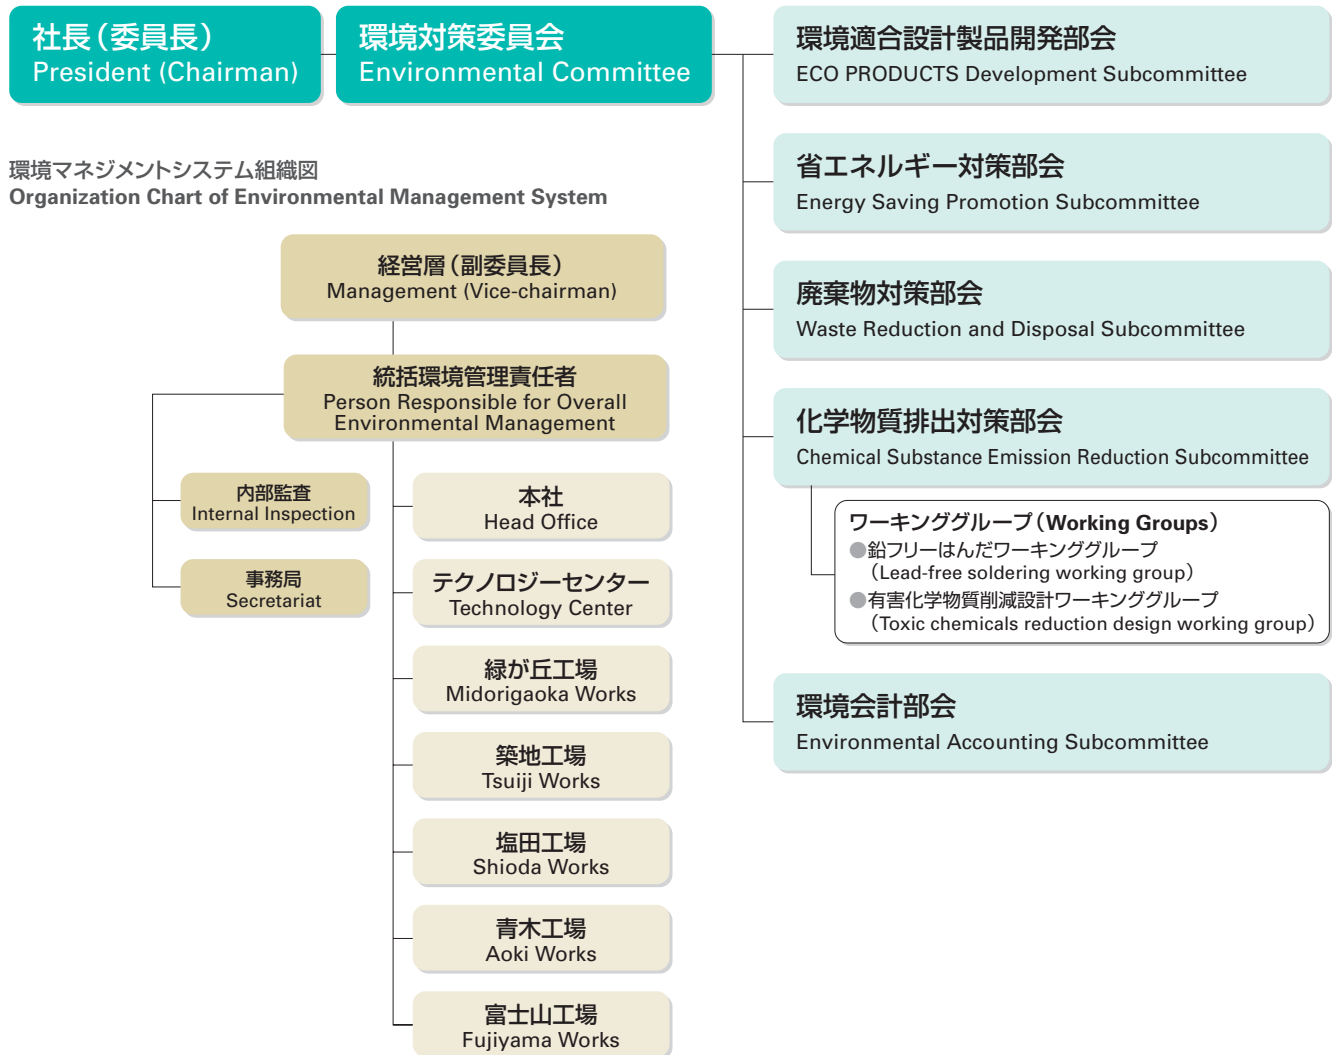 社長(委員長)
President (Chairman)
環境対策委員会
Environmental Committee
環境適合設計製品開発部会
ECO PRODUCTS Development Subcommittee
省エネルギー対策部会
Energy Saving Promotion Subcommittee
廃棄物対策部会
Waste Reduction and Disposal Subcommittee
化学物質排出対策部会
Chemical Substance Emission Reduction Subcommittee
ワーキンググループ(Working Groups)
●鉛フリーはんだワーキンググループ
(Lead-free soldering working group)
●有害化学物質削減設計ワーキンググループ
(Toxic chemicals reduction design working group)
環境会計部会
Environmental Accounting Subcommittee
環境マネジメントシステム組織図
Organization Chart of Environmental Management System
経営層(副委員長)
Management (Vice-chairman)
統括環境管理責任者
Person Responsible for Overall
Environmental Management
内部監査
Internal Inspection
事務局
Secretariat
本社
Head Office
テクノロジーセンター
Technology Center
緑が丘工場
Midorigaoka Works
築地工場
Tsuiji Works
塩田工場
Shioda Works
青木工場
Aoki Works
富士山工場
Fujiyama Works